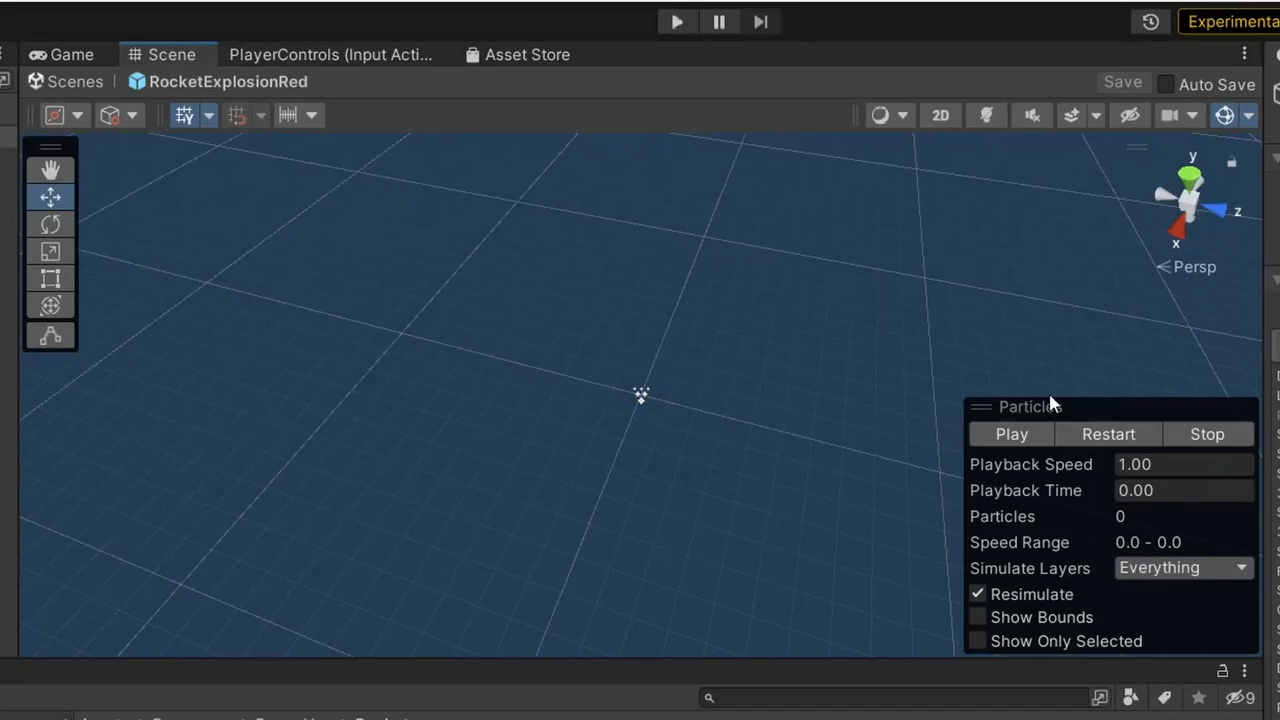 Experimenta
Game Scene PlayerControls (Input Acti... Asset Store
Scenes RocketExplosionRed Save Auto Save
2D
y
z
x
Persp
Particles
Play Restart Stop
Playback Speed 1.00
Playback Time 0.00
Particles 0
Speed Range 0.0 - 0.0
Simulate Layers Everything
Resimulate
Show Bounds
Show Only Selected
9